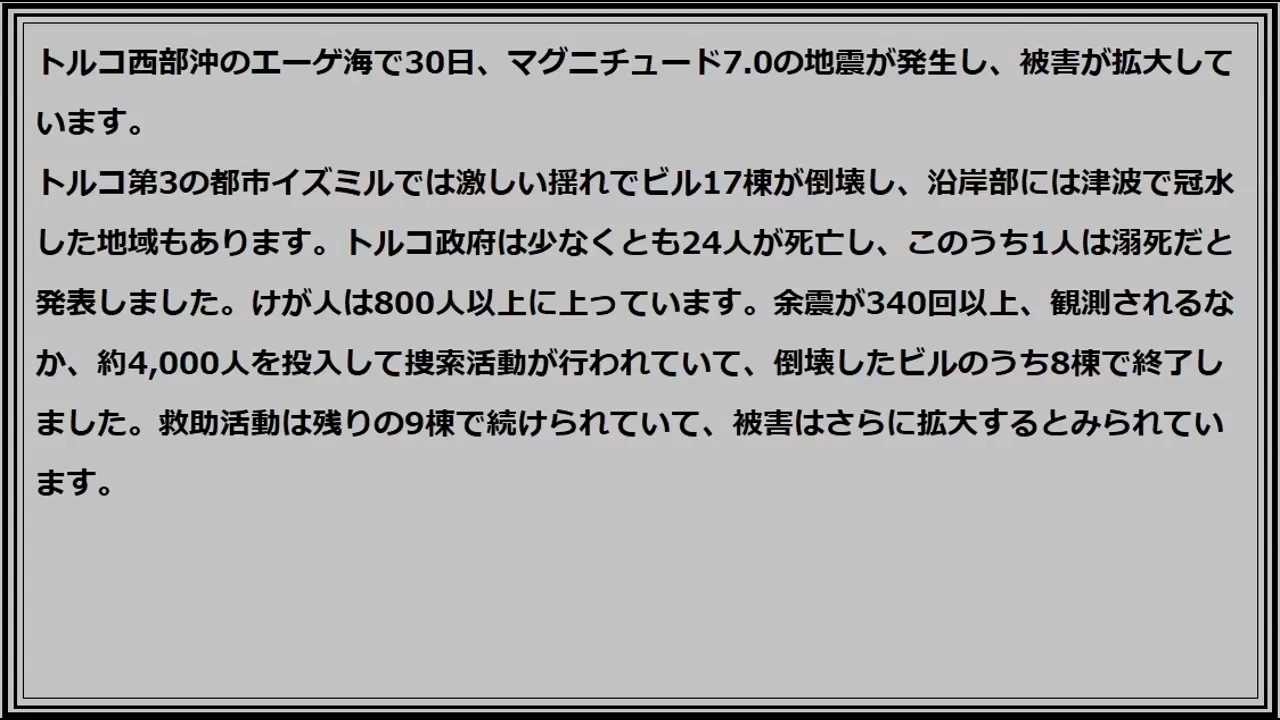 トルコ西部沖のエーゲ海で30日、マグニチュード7.0の地震が発生し、被害が拡大して
います。
トルコ第3の都市イズミルでは激しい揺れでビル17棟が倒壊し、沿岸部には津波で冠水
した地域もあります。トルコ政府は少なくとも24人が死亡し、このうち1人は溺死だと
発表しました。けが人は800人以上に上っています。余震が340回以上、観測されるな
か、約4,000人を投入して捜索活動が行われていて、倒壊したビルのうち8棟で終了し
ました。救助活動は残りの9棟で続けられていて、被害はさらに拡大するとみられてい
ます。